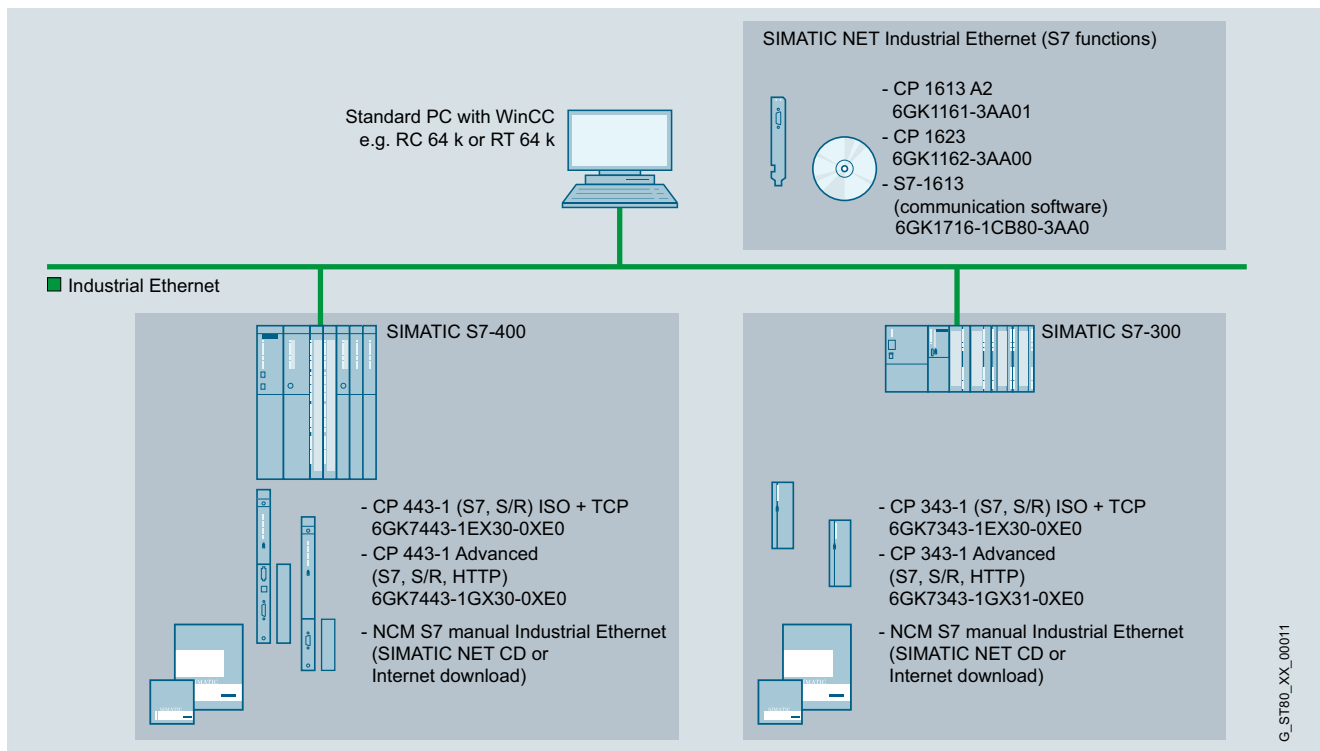 SIMATIC NET Industrial Ethernet (S7 functions)
- CP 1613 A2
6GK1161-3AA01
- CP 1623
6GK1162-3AA00
- S7-1613
(communication software)
6GK1716-1CB80-3AA0
Standard PC with WinCC
e.g. RC 64 k or RT 64 k
Industrial Ethernet
SIMATIC S7-400
- CP 443-1 (S7, S/R) ISO + TCP
6GK7443-1EX30-0XE0
- CP 443-1 Advanced
(S7, S/R, HTTP)
6GK7443-1GX30-0XE0
- NCM S7 manual Industrial Ethernet
(SIMATIC NET CD or
Internet download)
SIMATIC
SIMATIC
SIMATIC S7-300
- CP 343-1 (S7, S/R) ISO + TCP
6GK7343-1EX30-0XE0
- CP 343-1 Advanced
(S7, S/R, HTTP)
6GK7343-1GX31-0XE0
- NCM S7 manual Industrial Ethernet
(SIMATIC NET CD or
Internet download)
SIMATIC
SIMATIC
G_ST80_XX_00011